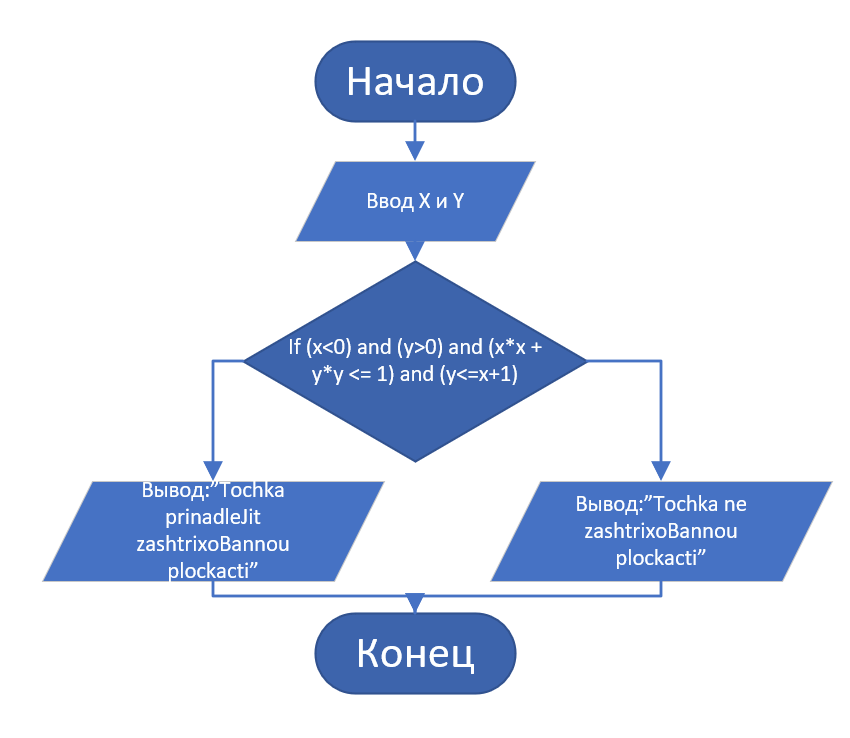 Начало
Ввод X и Y
If (x<0) and (y>0) and (x*x +
y*y <= 1) and (y<=x+1)
Вывод:”Tochka
prinadleJit
zashtrixoBannou
plockacti”
Вывод:”Tochka ne
zashtrixoBannou
plockacti”
Конец